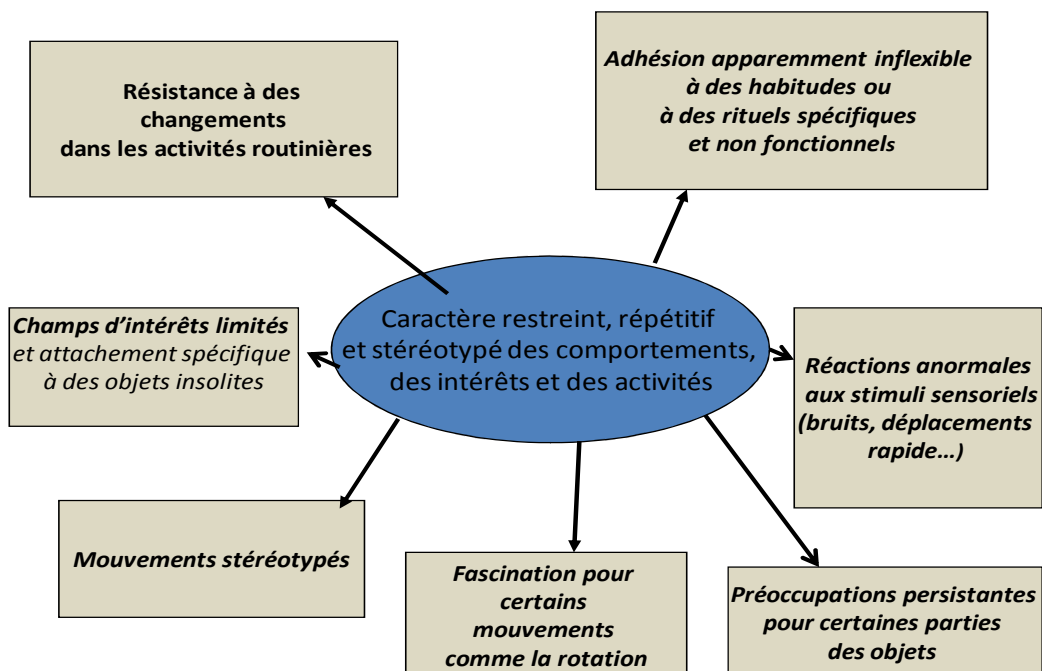 Résistance à des
changements
dans les activités routinières
Adhésion apparemment inflexible
à des habitudes ou
à des rituels spécifiques
et non fonctionnels
Caractère restreint, répétitif
et stéréotypé des comportements,
des intérêts et des activités
Champs d’intérêts limités
et attachement spécifique
à des objets insolites
Réactions anormales
aux stimuli sensoriels
(bruits, déplacements
rapide…)
Mouvements stéréotypés
Fascination pour
certains
mouvements
comme la rotation
Préoccupations persistantes
pour certaines parties
des objets